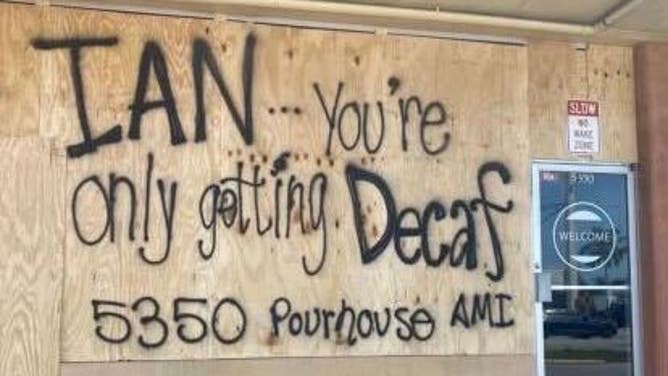 IAN... You're
only getting Decaf
5350 Pourhouse AMI
SLOW
NO
WAKE
ZONE
5350
WELCOME